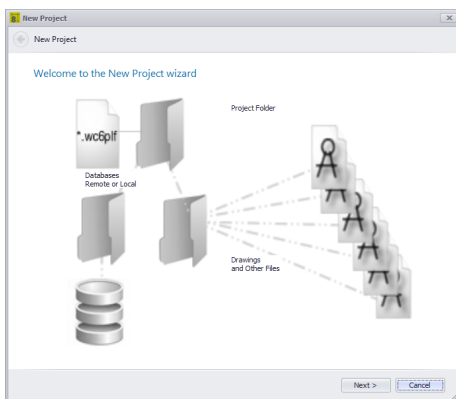 New Project
New Project
Welcome to the New Project wizard
Project Folder
*.wc6plf
Databases
Remote or Local
Drawings
and Other Files
Next >
Cancel